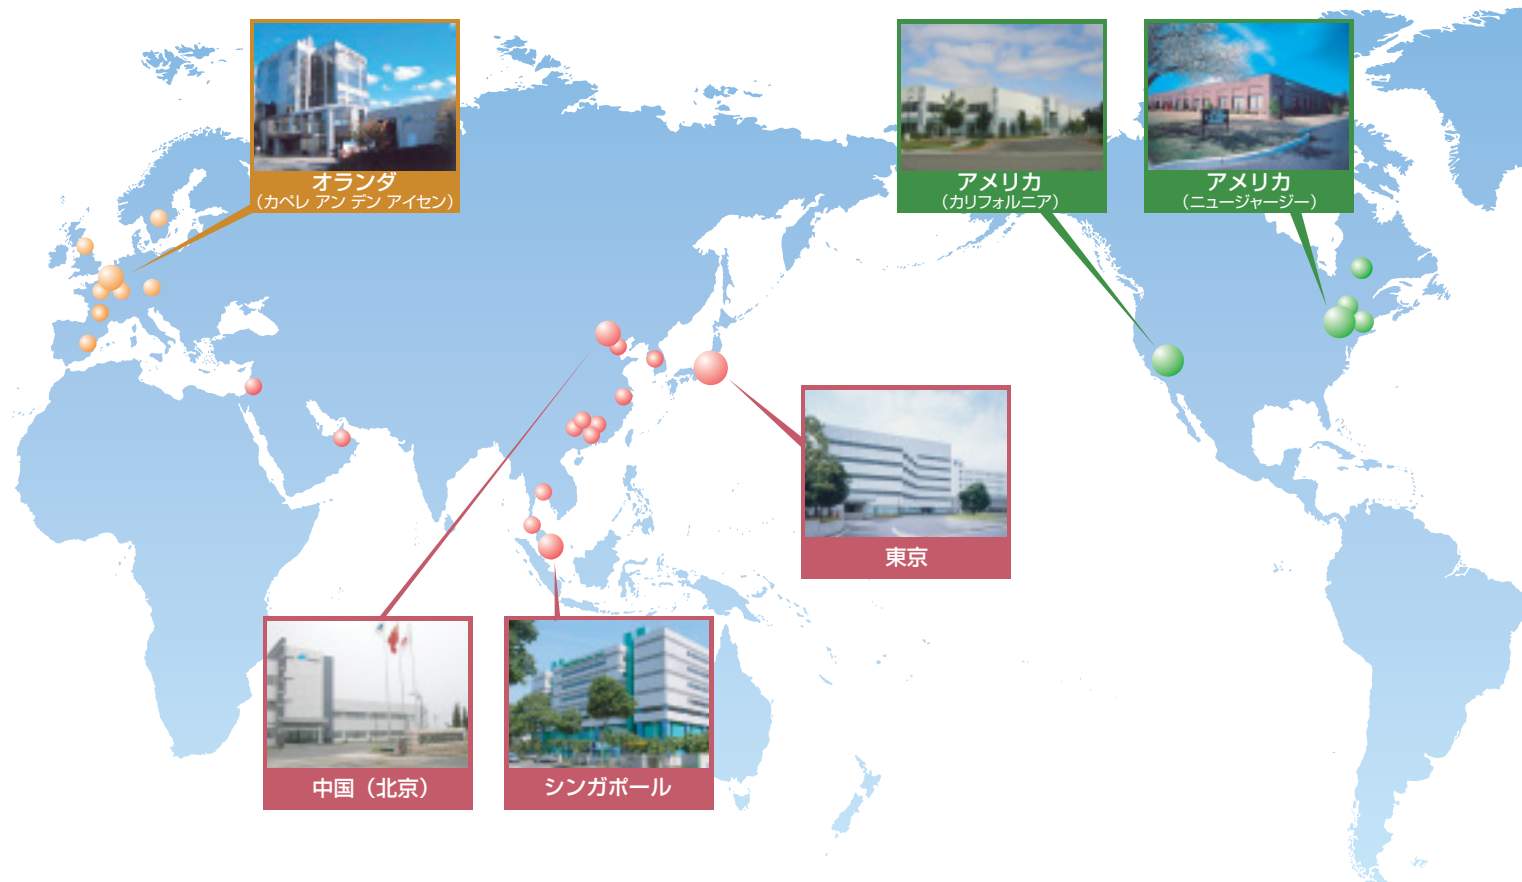 オランダ
（カペレ アン デン アイセン）
アメリカ
（カリフォルニア）
アメリカ
（ニュージャージー）
東京
中国（北京）
シンガポール